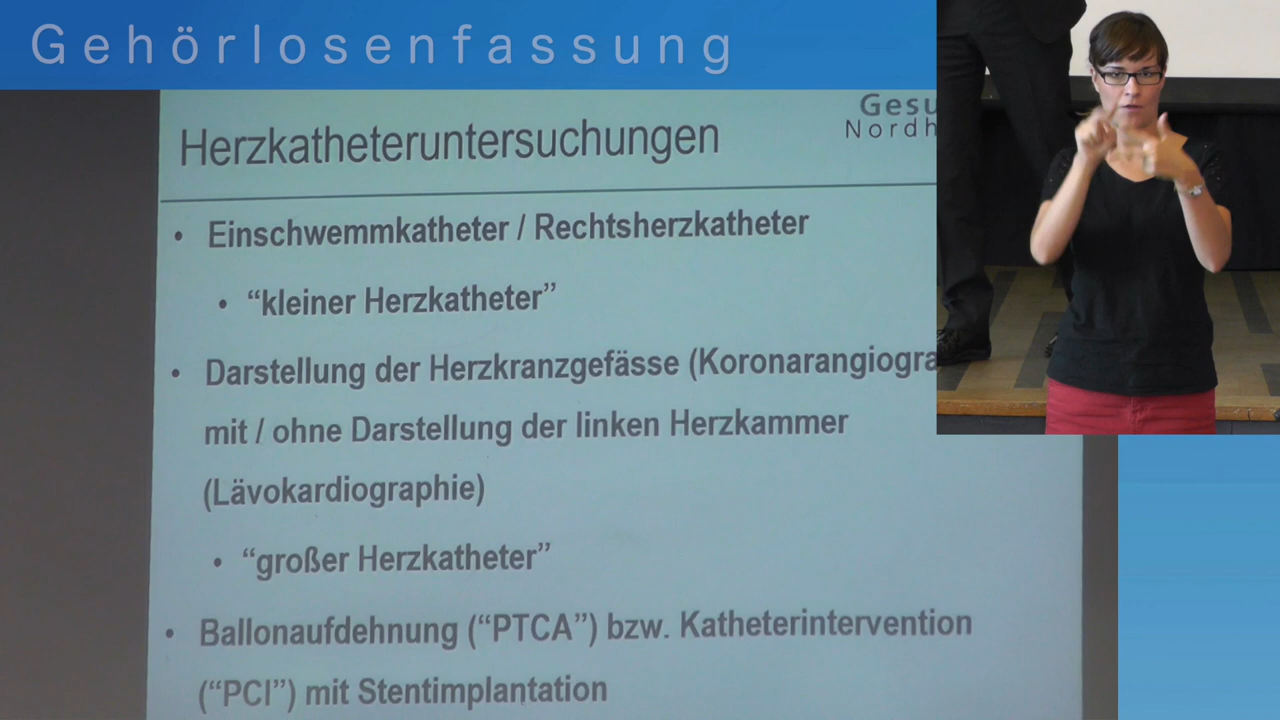 Gehörlosenfassung
Gesu
Nordh
Herzkatheteruntersuchungen
• Einschwemmkatheter / Rechtsherzkatheter
• “kleiner Herzkatheter”
• Darstellung der Herzkranzgefässe (Koronarangiogra
mit / ohne Darstellung der linken Herzkammer
(Lävokardiographie)
• “großer Herzkatheter”
• Ballonaufdehnung (“PTCA”) bzw. Katheterintervention
(“PCI”) mit Stentimplantation